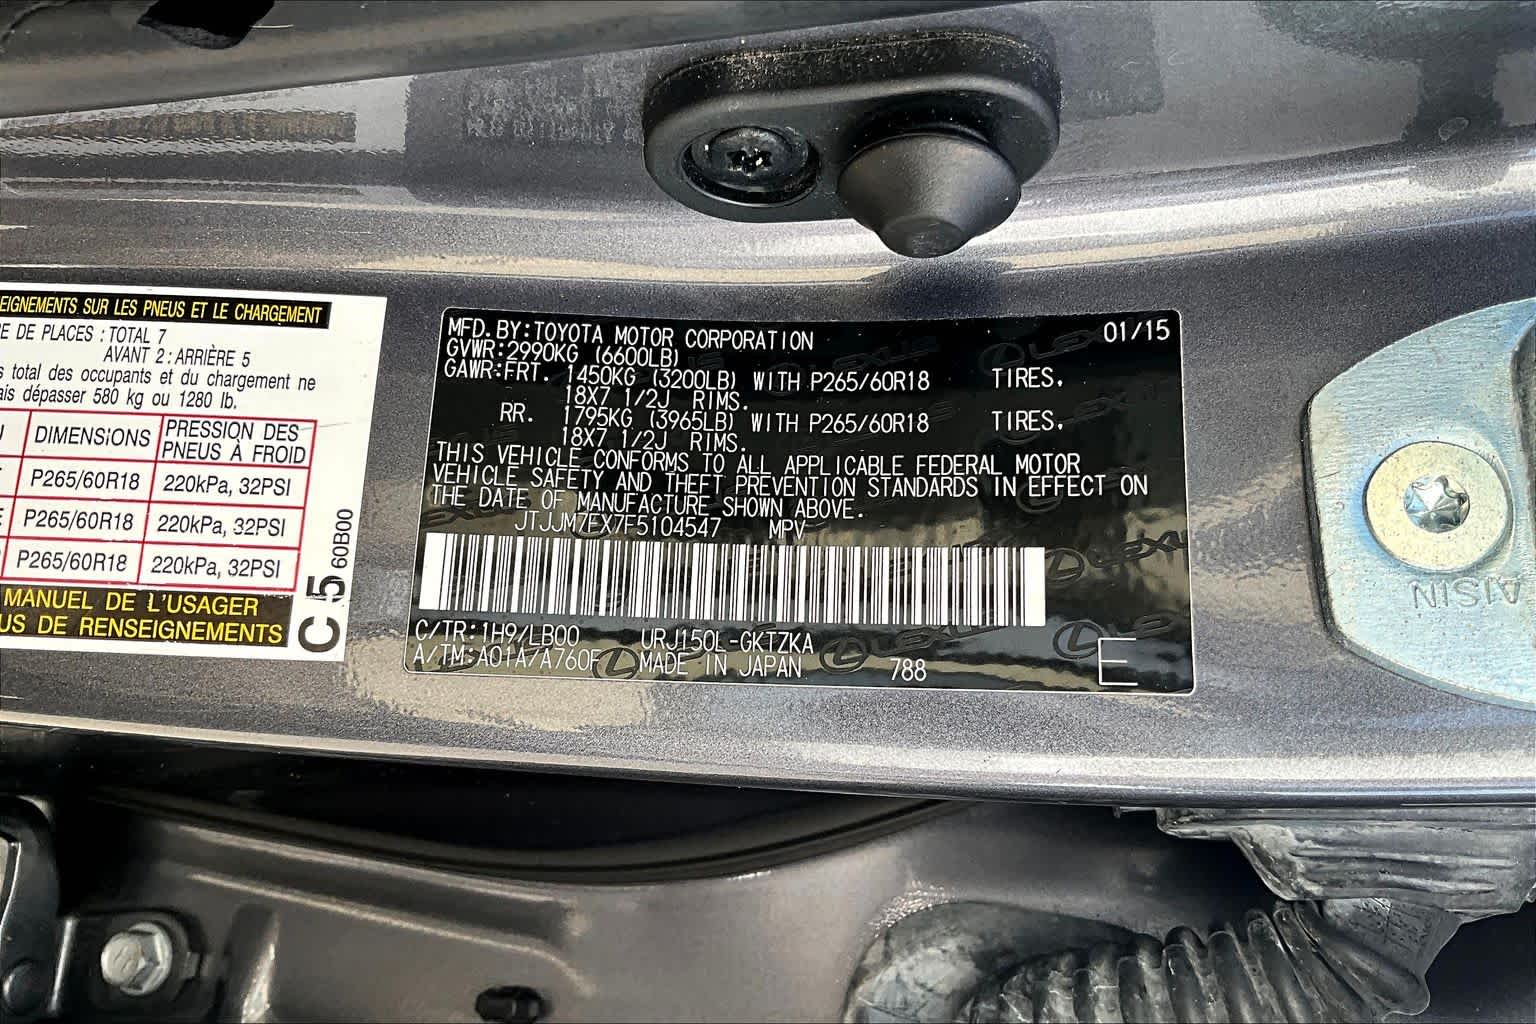 EIGNEMENTS SUR LES PNEUS ET LE CHARGEMENT
RE DE PLACES : TOTAL 7
AVANT 2 : ARRIÈRE 5
s total des occupants et du chargement ne
ais dépasser 580 kg ou 1280 lb.
DIMENSIONS PRESSION DES PNEUS À FROID
P265/60R18 220kPa, 32PSI
P265/60R18 220kPa, 32PSI
P265/60R18 220kPa, 32PSI
MANUEL DE L'USAGER
US DE RENSEIGNEMENTS
C5 60B00
MFD. BY: TOYOTA MOTOR CORPORATION 01/15
GVWR: 2990KG (6600LB)
GAWR: FRT. 1450KG (3200LB) WITH P265/60R18 TIRES,
18X7 1/2J RIMS.
RR. 1795KG (3965LB) WITH P265/60R18 TIRES,
18X7 1/2J RIMS.
THIS VEHICLE CONFORMS TO ALL APPLICABLE FEDERAL MOTOR
VEHICLE SAFETY AND THEFT PREVENTION STANDARDS IN EFFECT ON
THE DATE OF MANUFACTURE SHOWN ABOVE.
JTJJM7FX7F5104547 MPV
C/TR: 1H9/LB00 URJ150L-GKTZKA
A/TM: A01A/A760F MADE IN JAPAN 788 E
LEXUS
AISIN